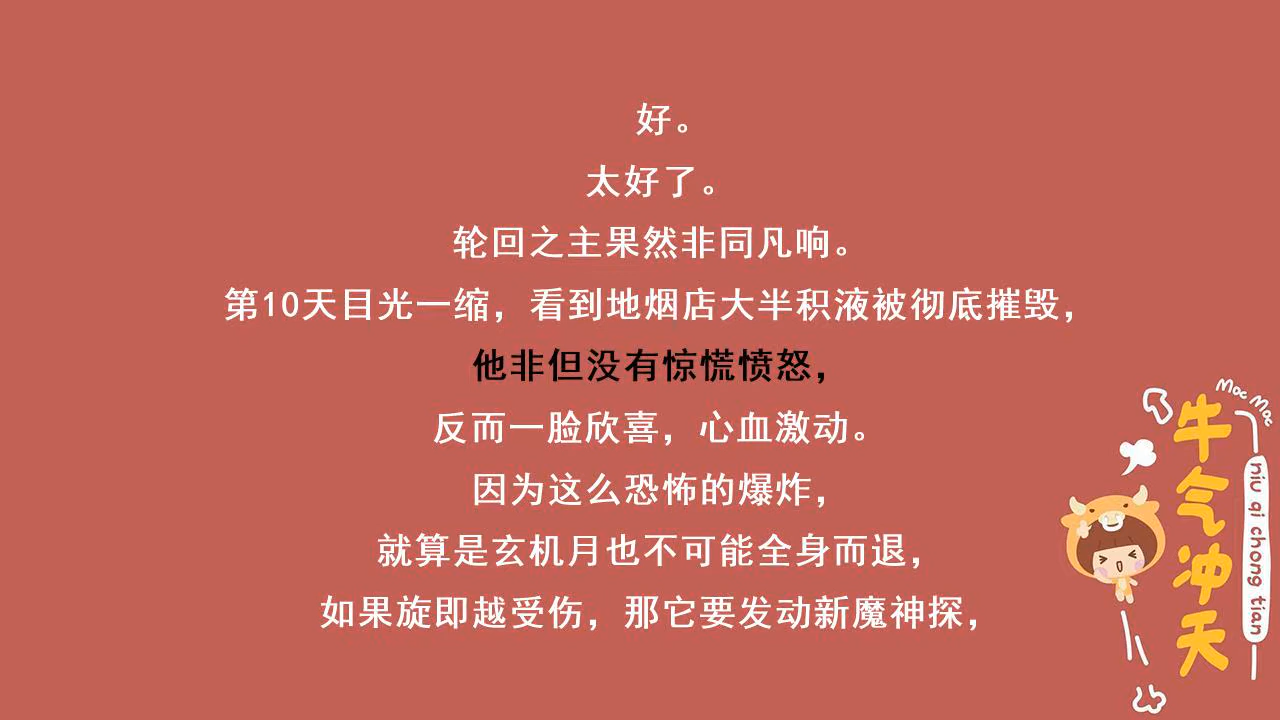 好。
太好了。
轮回之主果然非同凡响。
第10天目光一缩，看到地烟店大半积液被彻底摧毁，
他非但没有惊慌愤怒，
反而一脸欣喜，心血激动。
因为这么恐怖的爆炸，
就算是玄机月也不可能全身而退，
如果旋即越受伤，那它要发动新魔神探，
Moc Moc
牛气冲天
niu qi chong tian